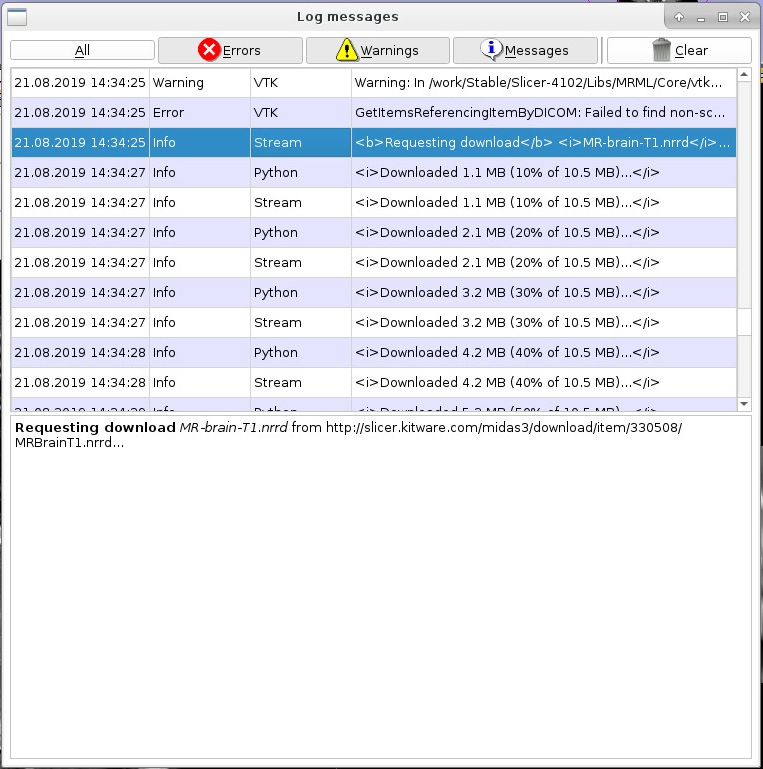 Log messages
All Errors Warnings Messages Clear
21.08.2019 14:34:25 Warning VTK Warning: In /work/Stable/Slicer-4102/Libs/MRML/Core/vtk...
21.08.2019 14:34:25 Error VTK GetItemsReferencingItemByDICOM: Failed to find non-sc...
21.08.2019 14:34:25 Info Stream <b>Requesting download</b> <i>MR-brain-T1.nrrd</i>...
21.08.2019 14:34:27 Info Python <i>Downloaded 1.1 MB (10% of 10.5 MB)...</i>
21.08.2019 14:34:27 Info Stream <i>Downloaded 1.1 MB (10% of 10.5 MB)...</i>
21.08.2019 14:34:27 Info Python <i>Downloaded 2.1 MB (20% of 10.5 MB)...</i>
21.08.2019 14:34:27 Info Stream <i>Downloaded 2.1 MB (20% of 10.5 MB)...</i>
21.08.2019 14:34:27 Info Python <i>Downloaded 3.2 MB (30% of 10.5 MB)...</i>
21.08.2019 14:34:27 Info Stream <i>Downloaded 3.2 MB (30% of 10.5 MB)...</i>
21.08.2019 14:34:28 Info Python <i>Downloaded 4.2 MB (40% of 10.5 MB)...</i>
21.08.2019 14:34:28 Info Stream <i>Downloaded 4.2 MB (40% of 10.5 MB)...</i>
Requesting download MR-brain-T1.nrrd from http://slicer.kitware.com/midas3/download/item/330508/
MRBrainT1.nrrd...